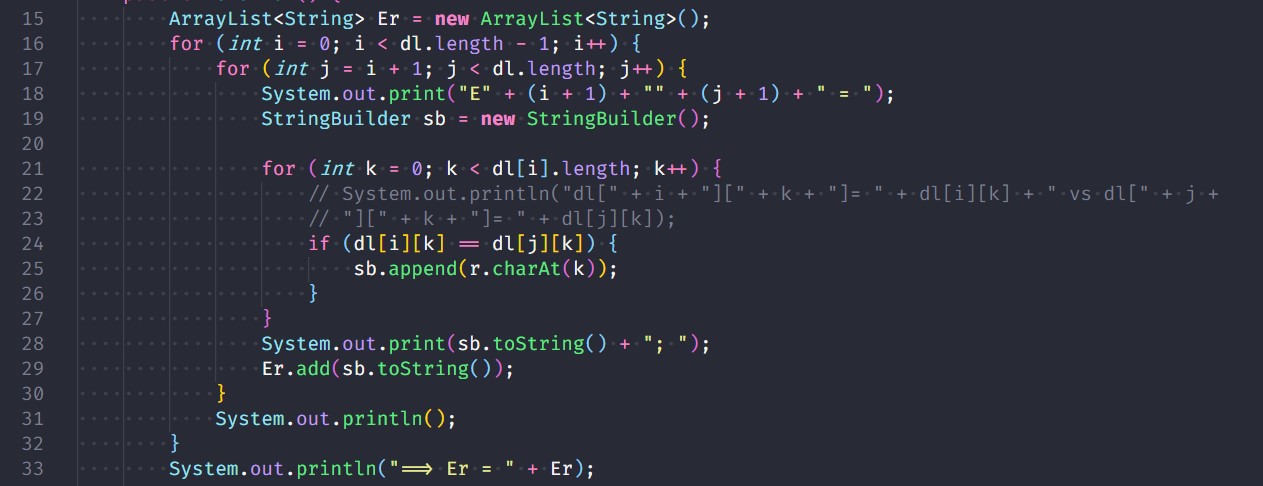 15 ArrayList<String> Er = new ArrayList<String>();
16 for (int i = 0; i < dl.length - 1; i++) {
17 for (int j = i + 1; j < dl.length; j++) {
18 System.out.print("E" + (i + 1) + "" + (j + 1) + " = ");
19 StringBuilder sb = new StringBuilder();
20
21 for (int k = 0; k < dl[i].length; k++) {
22 // System.out.println("dl[" + i + "][" + k + "]= " + dl[i][k] + " vs dl[" + j +
23 // "][" + k + "]= " + dl[j][k]);
24 if (dl[i][k] == dl[j][k]) {
25 sb.append(r.charAt(k));
26 }
27 }
28 System.out.print(sb.toString() + "; ");
29 Er.add(sb.toString());
30 }
31 System.out.println();
32 }
33 System.out.println("==> Er = " + Er);